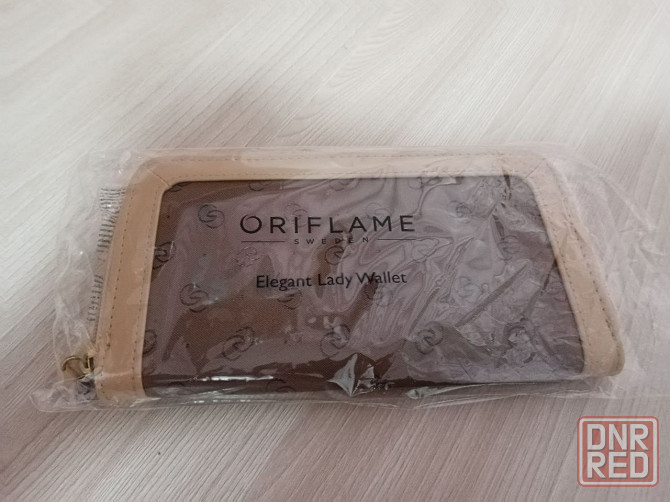 ORIFLAME
SWEDEN
Elegant Lady Wallet
DNR
RED